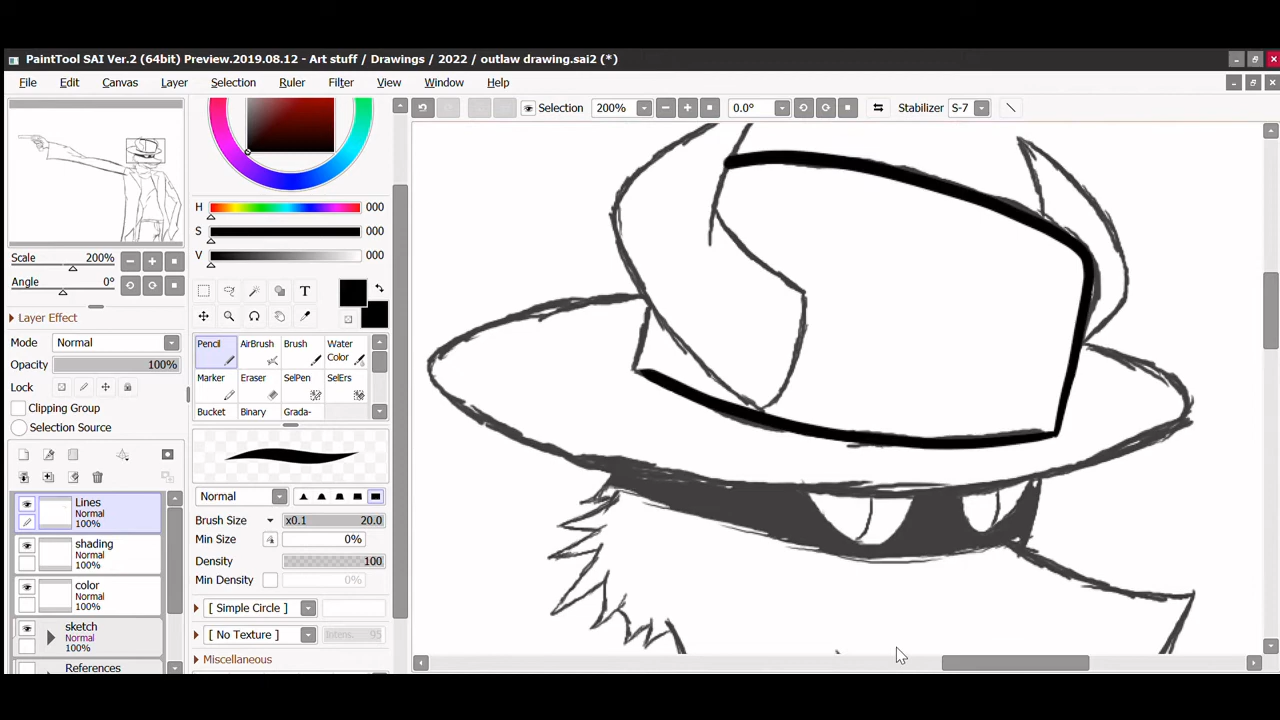 PaintTool SAI Ver.2 (64bit) Preview.2019.08.12 - Art stuff / Drawings / 2022 / outlaw drawing.sai2 (*)
File Edit Canvas Layer Selection Ruler Filter View Window Help
Selection 200% 0.0° Stabilizer S-7
Scale 200%
Angle 0°
Layer Effect
Mode Normal
Opacity 100%
Lock
Clipping Group
Selection Source
Lines
Normal
100%
shading
Normal
100%
color
Normal
100%
sketch
Normal
100%
References
H 000
S 000
V 000
T
Pencil AirBrush Brush Water Color
Marker Eraser SelPen SelErs
Bucket Binary Grada-
Normal
Brush Size x0.1 20.0
Min Size 0%
Density 100
Min Density 0%
[ Simple Circle ]
[ No Texture ] Intens. 95
Miscellaneous